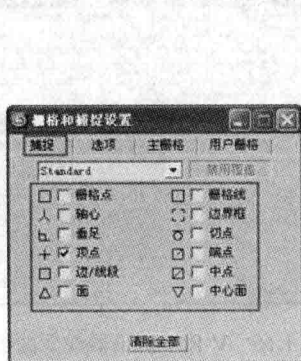 栅格和捕捉设置
捕捉 选项 主栅格 用户栅格
Standard 禁用覆盖
栅格点 栅格线
轴心 边界框
垂足 切点
顶点 端点
边/线段 中点
面 中心面
清除全部